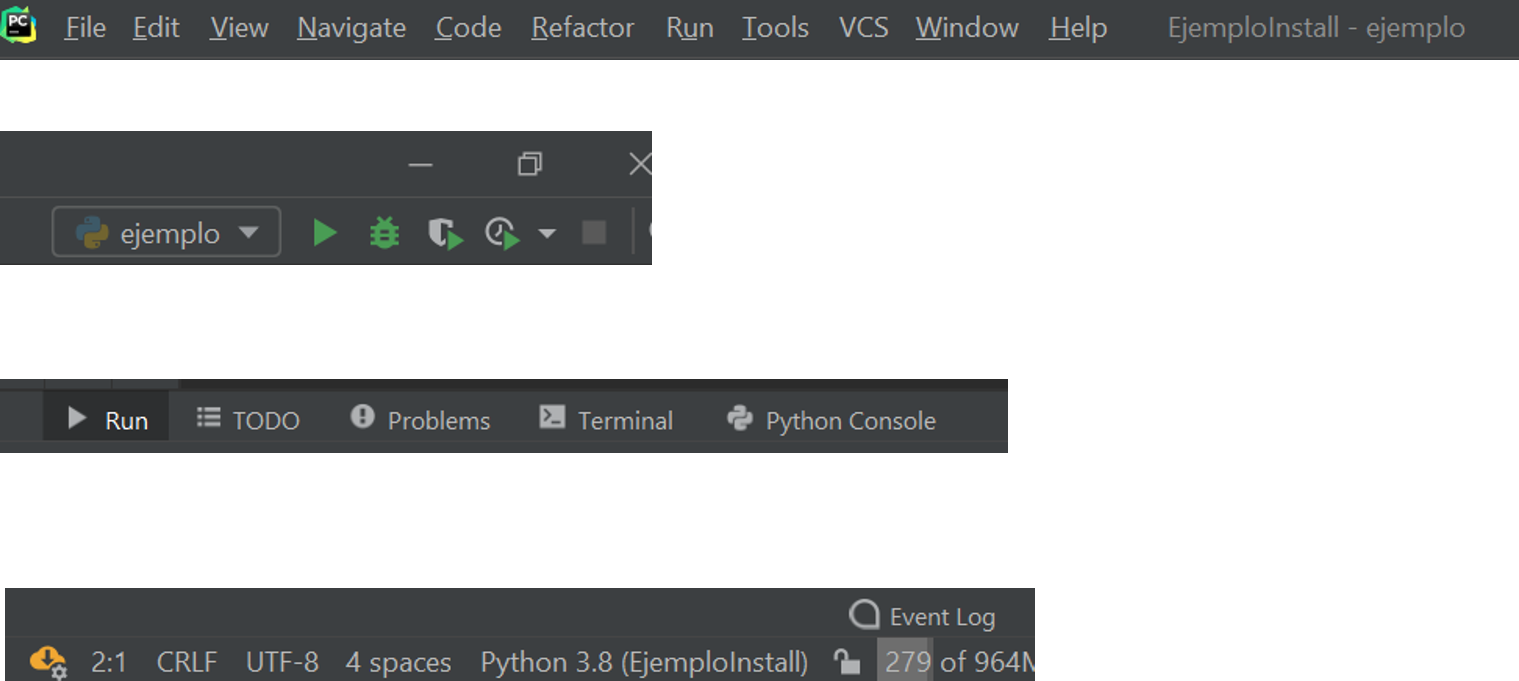 PC File Edit View Navigate Code Refactor Run Tools VCS Window Help EjemploInstall - ejemplo
ejemplo
Run TODO Problems Terminal Python Console
Event Log
2:1 CRLF UTF-8 4 spaces Python 3.8 (EjemploInstall) 279 of 964M